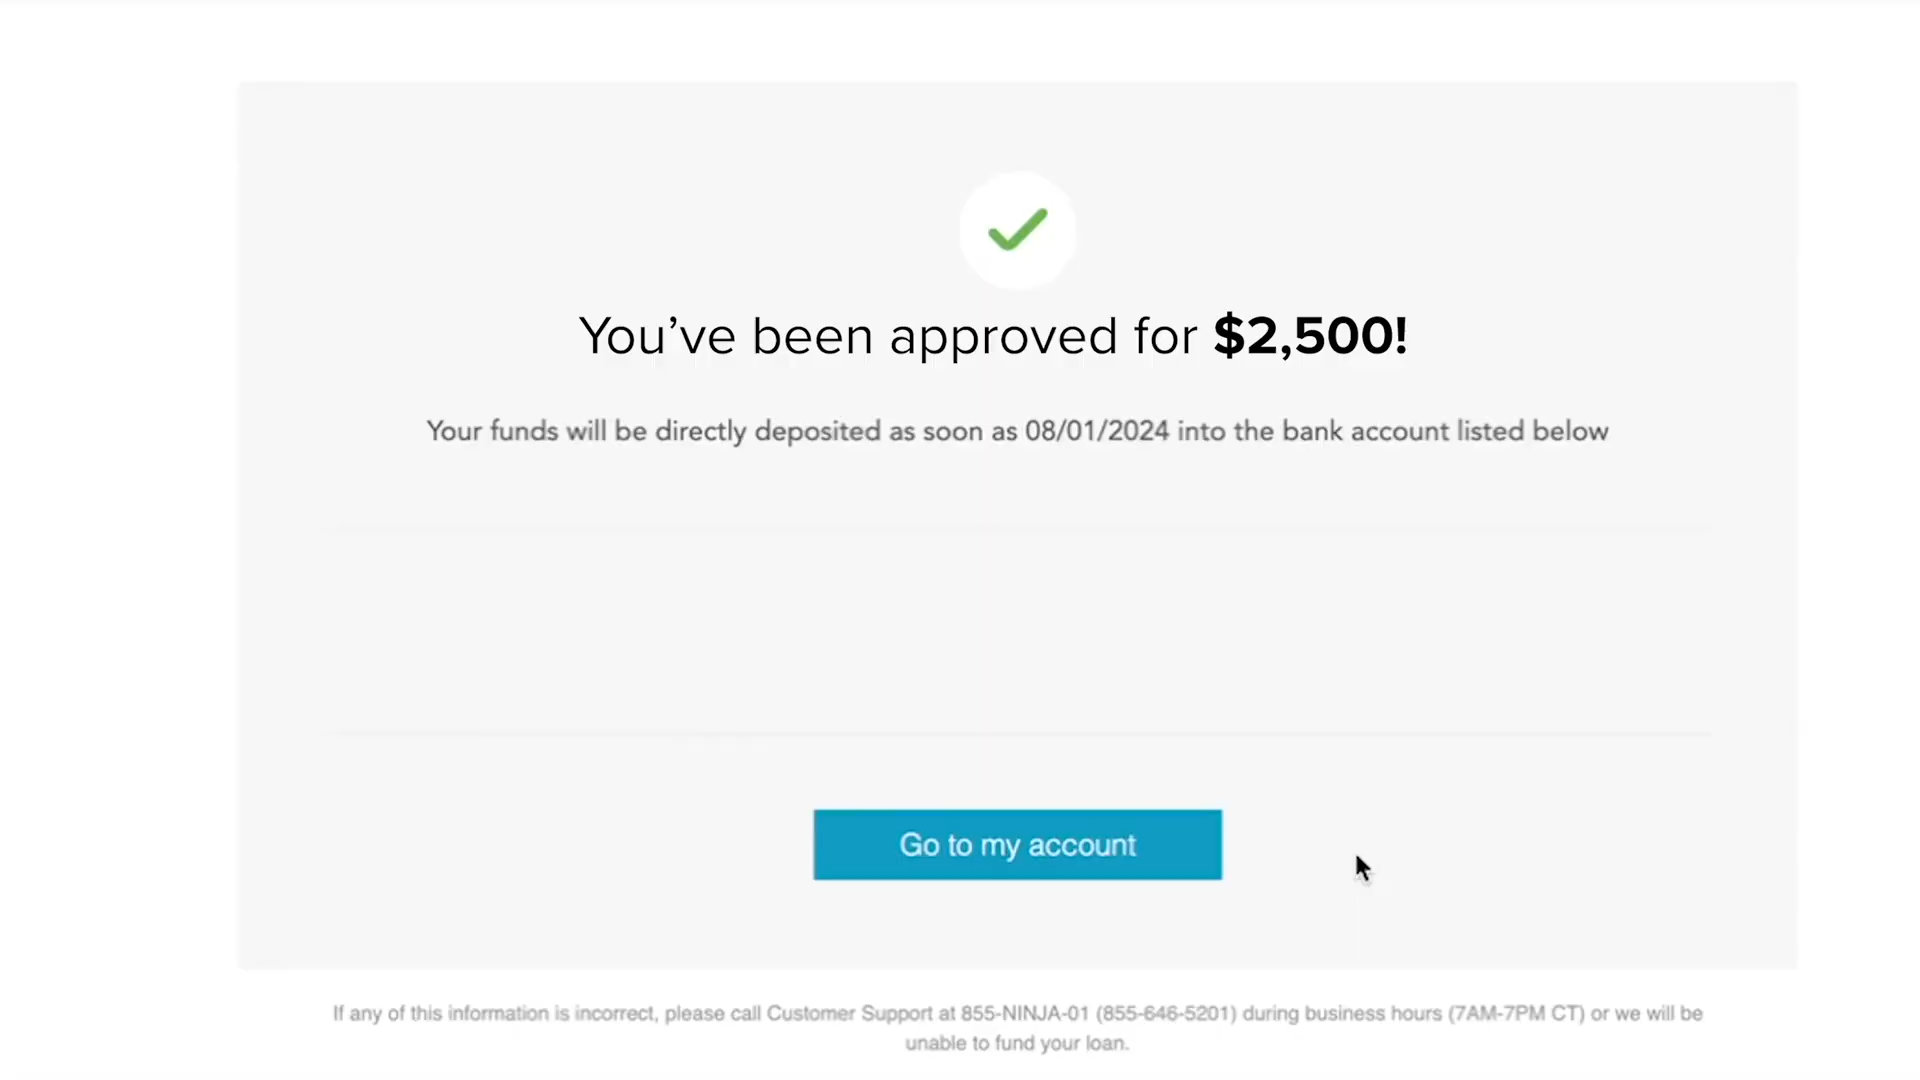 You’ve been approved for $2,500!
Your funds will be directly deposited as soon as 08/01/2024 into the bank account listed below
Go to my account
If any of this information is incorrect, please call Customer Support at 855-NINJA-01 (855-646-5201) during business hours (7AM-7PM CT) or we will be
unable to fund your loan.